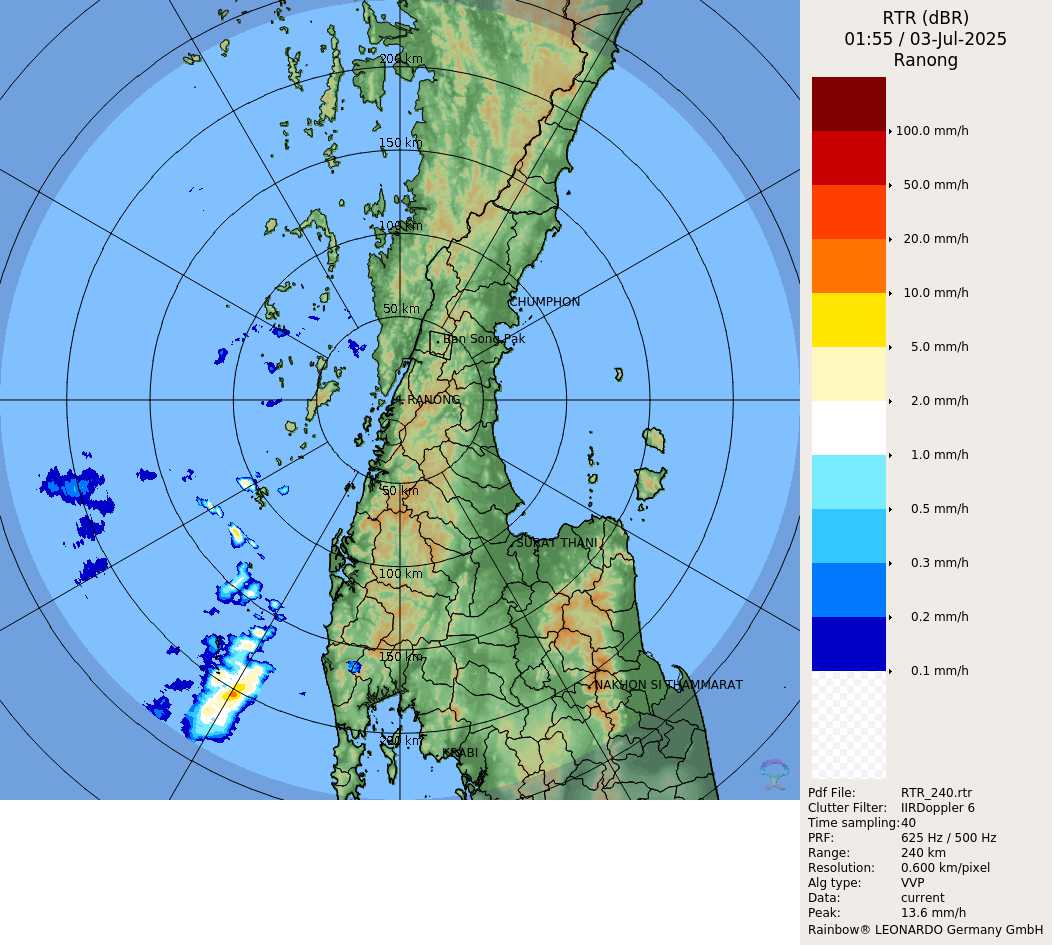 RTR (dBR)
01:55 / 03-Jul-2025
Ranong
200 km
150 km
100 km
50 km
CHUMPHON
Ban Song Pak
RANONG
50 km
SURAT THANI
100 km
150 km
NAKHON SI THAMMARAT
200 km
KRABI
100.0 mm/h
50.0 mm/h
20.0 mm/h
10.0 mm/h
5.0 mm/h
2.0 mm/h
1.0 mm/h
0.5 mm/h
0.3 mm/h
0.2 mm/h
0.1 mm/h
Pdf File: RTR_240.rtr
Clutter Filter: IIRDoppler 6
Time sampling:40
PRF: 625 Hz / 500 Hz
Range: 240 km
Resolution: 0.600 km/pixel
Alg type: VVP
Data: current
Peak: 13.6 mm/h
Rainbow® LEONARDO Germany GmbH